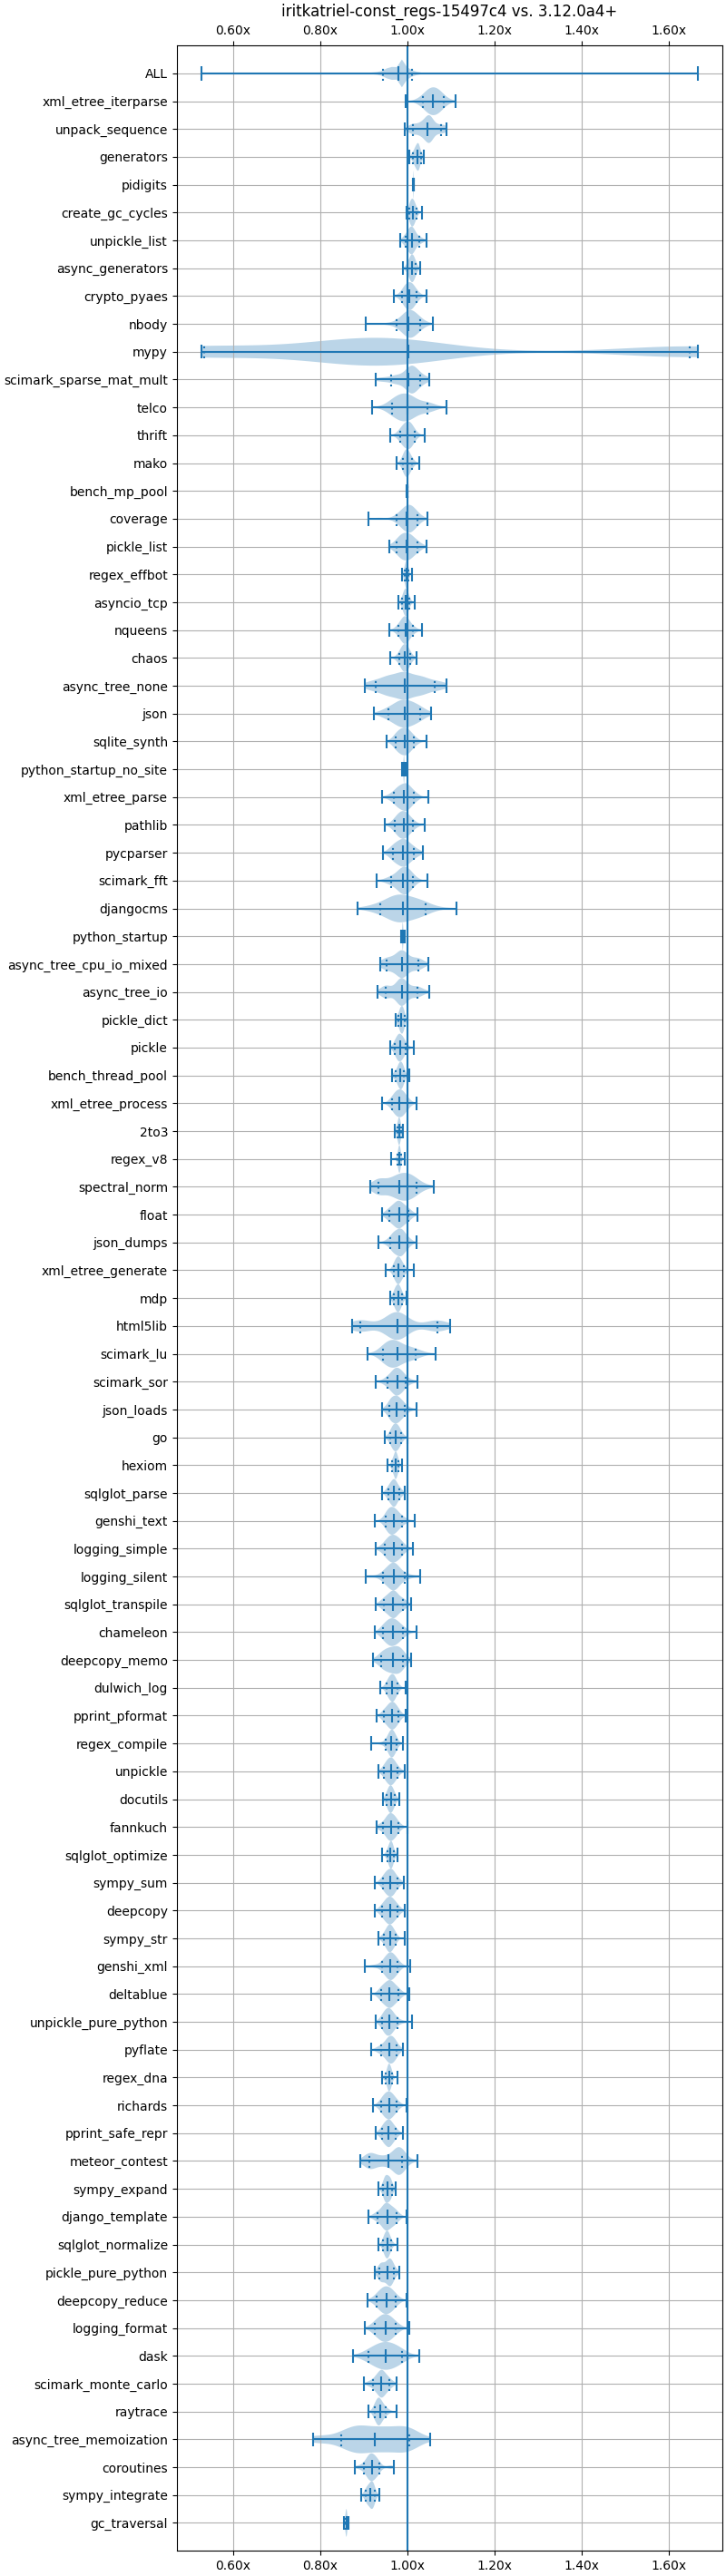 iritkatriel-const_regs-15497c4 vs. 3.12.0a4+
0.60x 0.80x 1.00x 1.20x 1.40x 1.60x
ALL
xml_etree_iterparse
unpack_sequence
generators
pidigits
create_gc_cycles
unpickle_list
async_generators
crypto_pyaes
nbody
mypy
scimark_sparse_mat_mult
telco
thrift
mako
bench_mp_pool
coverage
pickle_list
regex_effbot
asyncio_tcp
nqueens
chaos
async_tree_none
json
sqlite_synth
python_startup_no_site
xml_etree_parse
pathlib
pycparser
scimark_fft
djangocms
python_startup
async_tree_cpu_io_mixed
async_tree_io
pickle_dict
pickle
bench_thread_pool
xml_etree_process
2to3
regex_v8
spectral_norm
float
json_dumps
xml_etree_generate
mdp
html5lib
scimark_lu
scimark_sor
json_loads
go
hexiom
sqlglot_parse
genshi_text
logging_simple
logging_silent
sqlglot_transpile
chameleon
deepcopy_memo
dulwich_log
pprint_pformat
regex_compile
unpickle
docutils
fannkuch
sqlglot_optimize
sympy_sum
deepcopy
sympy_str
genshi_xml
deltablue
unpickle_pure_python
pyflate
regex_dna
richards
pprint_safe_repr
meteor_contest
sympy_expand
django_template
sqlglot_normalize
pickle_pure_python
deepcopy_reduce
logging_format
dask
scimark_monte_carlo
raytrace
async_tree_memoization
coroutines
sympy_integrate
gc_traversal
0.60x 0.80x 1.00x 1.20x 1.40x 1.60x